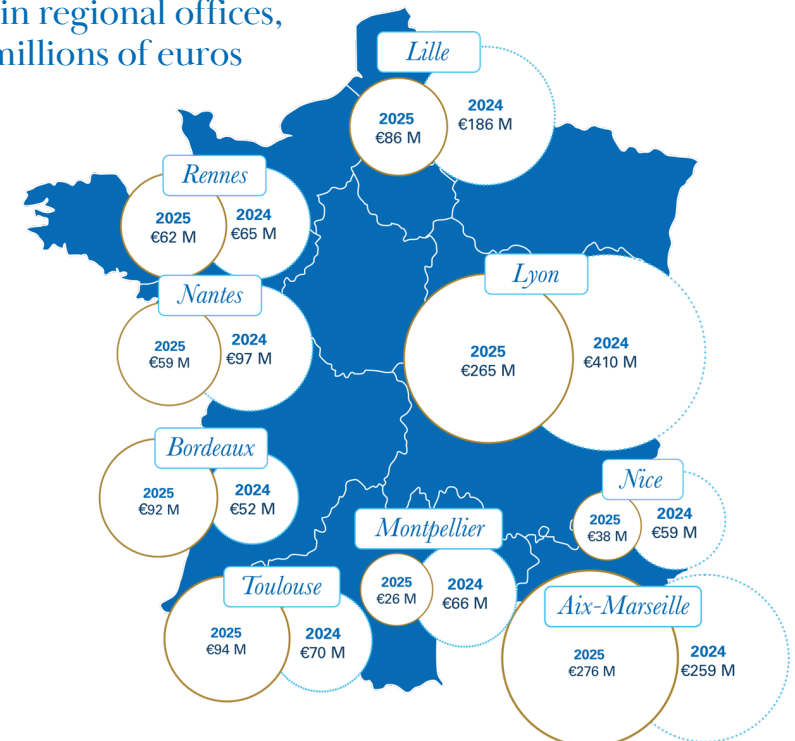 in regional offices,
millions of euros
Lille
2025
€86 M
2024
€186 M
Rennes
2025
€62 M
2024
€65 M
Nantes
2025
€59 M
2024
€97 M
Lyon
2025
€265 M
2024
€410 M
Bordeaux
2025
€92 M
2024
€52 M
Nice
2025
€38 M
2024
€59 M
Montpellier
2025
€26 M
2024
€66 M
Toulouse
2025
€94 M
2024
€70 M
Aix-Marseille
2025
€276 M
2024
€259 M